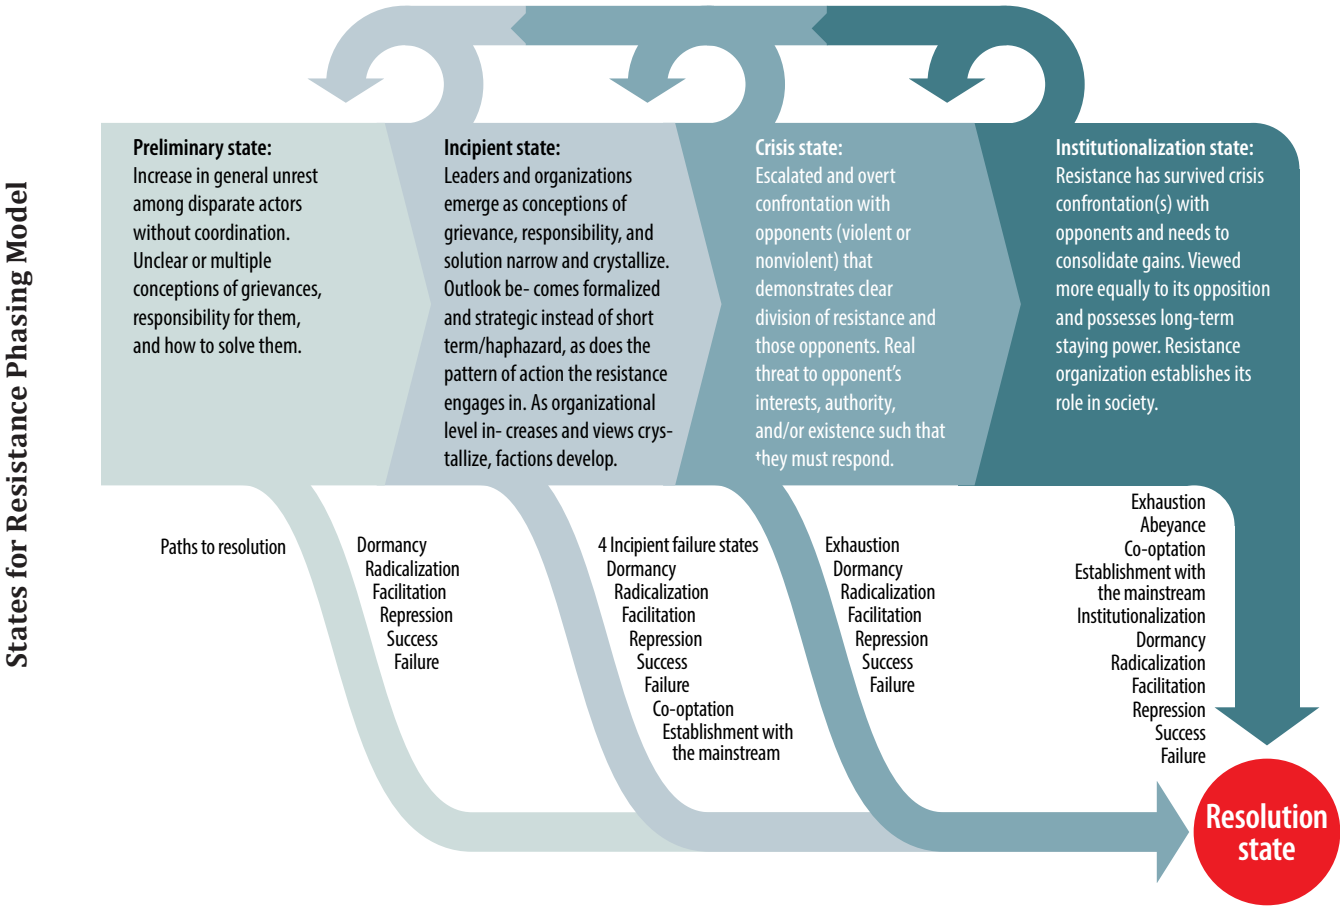 States for Resistance Phasing Model
Preliminary state:
Increase in general unrest
among disparate actors
without coordination.
Unclear or multiple
conceptions of grievances,
responsibility for them,
and how to solve them.
Incipient state:
Leaders and organizations
emerge as conceptions of
grievance, responsibility, and
solution narrow and crystallize.
Outlook be- comes formalized
and strategic instead of short
term/haphazard, as does the
pattern of action the resistance
engages in. As organizational
level in- creases and views crys-
tallize, factions develop.
Crisis state:
Escalated and overt
confrontation with
opponents (violent or
nonviolent) that
demonstrates clear
division of resistance and
those opponents. Real
threat to opponent’s
interests, authority,
and/or existence such that
they must respond.
Institutionalization state:
Resistance has survived crisis
confrontation(s) with
opponents and needs to
consolidate gains. Viewed
more equally to its opposition
and possesses long-term
staying power. Resistance
organization establishes its
role in society.
Paths to resolution
Dormancy
Radicalization
Facilitation
Repression
Success
Failure
4 Incipient failure states
Dormancy
Radicalization
Facilitation
Repression
Success
Failure
Co-optation
Establishment with
the mainstream
Exhaustion
Dormancy
Radicalization
Facilitation
Repression
Success
Failure
Exhaustion
Abeyance
Co-optation
Establishment with
the mainstream
Institutionalization
Dormancy
Radicalization
Facilitation
Repression
Success
Failure
Resolution
state